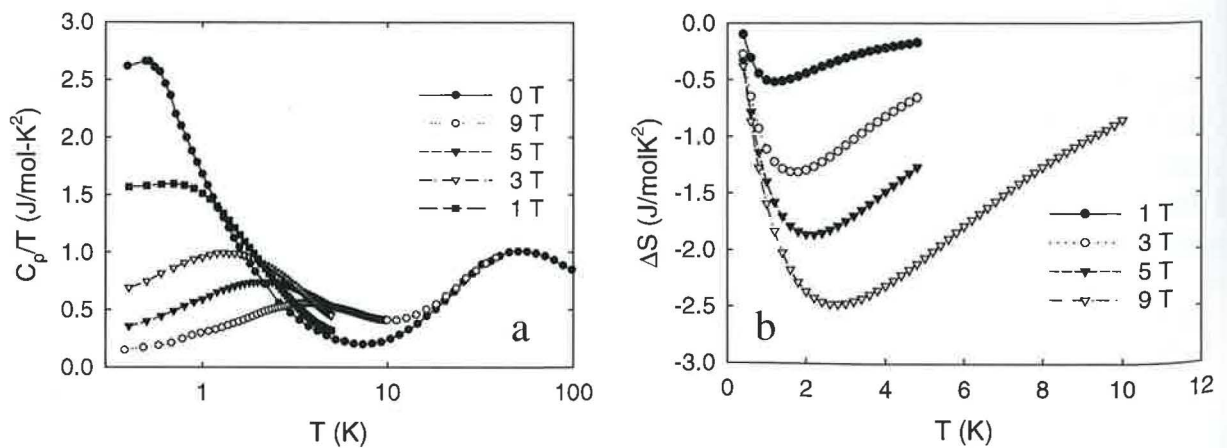 3.0
2.5
2.0
1.5
1.0
0.5
0.0
C_ρ/T (J/mol-K²)
0 T
9 T
5 T
3 T
1 T
a
1 10 100
T (K)
-0.0
-0.5
-1.0
-1.5
-2.0
-2.5
-3.0
ΔS (J/molK²)
1 T
3 T
5 T
9 T
b
0 2 4 6 8 10 12
T (K)